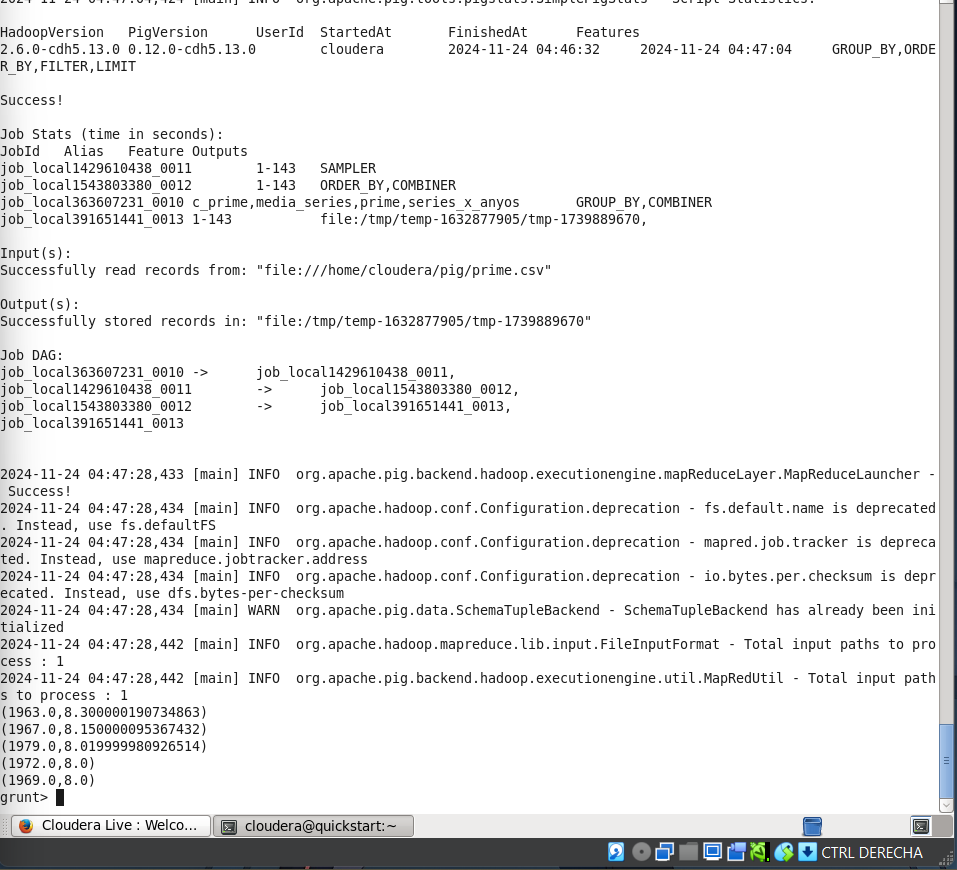 2024-11-24 04:47:04,424 [main] INFO  org.apache.pig.tools.pigstats.SimplePigStats - Script Statistics:
HadoopVersion   PigVersion      UserId  StartedAt       FinishedAt      Features
2.6.0-cdh5.13.0 0.12.0-cdh5.13.0        cloudera        2024-11-24 04:46:32     2024-11-24 04:47:04     GROUP_BY,ORDE
R_BY,FILTER,LIMIT
Success!
Job Stats (time in seconds):
JobId   Alias   Feature Outputs
job_local1429610438_0011        1-143   SAMPLER
job_local1543803380_0012        1-143   ORDER_BY,COMBINER
job_local363607231_0010 c_prime,media_series,prime,series_x_anyos       GROUP_BY,COMBINER
job_local391651441_0013 1-143           file:/tmp/temp-1632877905/tmp-1739889670,
Input(s):
Successfully read records from: "file:///home/cloudera/pig/prime.csv"
Output(s):
Successfully stored records in: "file:/tmp/temp-1632877905/tmp-1739889670"
Job DAG:
job_local363607231_0010 ->      job_local1429610438_0011,
job_local1429610438_0011        ->      job_local1543803380_0012,
job_local1543803380_0012        ->      job_local391651441_0013,
job_local391651441_0013
2024-11-24 04:47:28,433 [main] INFO  org.apache.pig.backend.hadoop.executionengine.mapReduceLayer.MapReduceLauncher -
 Success!
2024-11-24 04:47:28,434 [main] INFO  org.apache.hadoop.conf.Configuration.deprecation - fs.default.name is deprecated
. Instead, use fs.defaultFS
2024-11-24 04:47:28,434 [main] INFO  org.apache.hadoop.conf.Configuration.deprecation - mapred.job.tracker is depreca
ted. Instead, use mapreduce.jobtracker.address
2024-11-24 04:47:28,434 [main] INFO  org.apache.hadoop.conf.Configuration.deprecation - io.bytes.per.checksum is depr
ecated. Instead, use dfs.bytes-per-checksum
2024-11-24 04:47:28,434 [main] WARN  org.apache.pig.data.SchemaTupleBackend - SchemaTupleBackend has already been ini
tialized
2024-11-24 04:47:28,442 [main] INFO  org.apache.hadoop.mapreduce.lib.input.FileInputFormat - Total input paths to pro
cess : 1
2024-11-24 04:47:28,442 [main] INFO  org.apache.pig.backend.hadoop.executionengine.util.MapRedUtil - Total input path
s to process : 1
(1963.0,8.300000190734863)
(1967.0,8.150000095367432)
(1979.0,8.019999980926514)
(1972.0,8.0)
(1969.0,8.0)
grunt>
Cloudera Live : Welco...
cloudera@quickstart:~
CTRL DERECHA